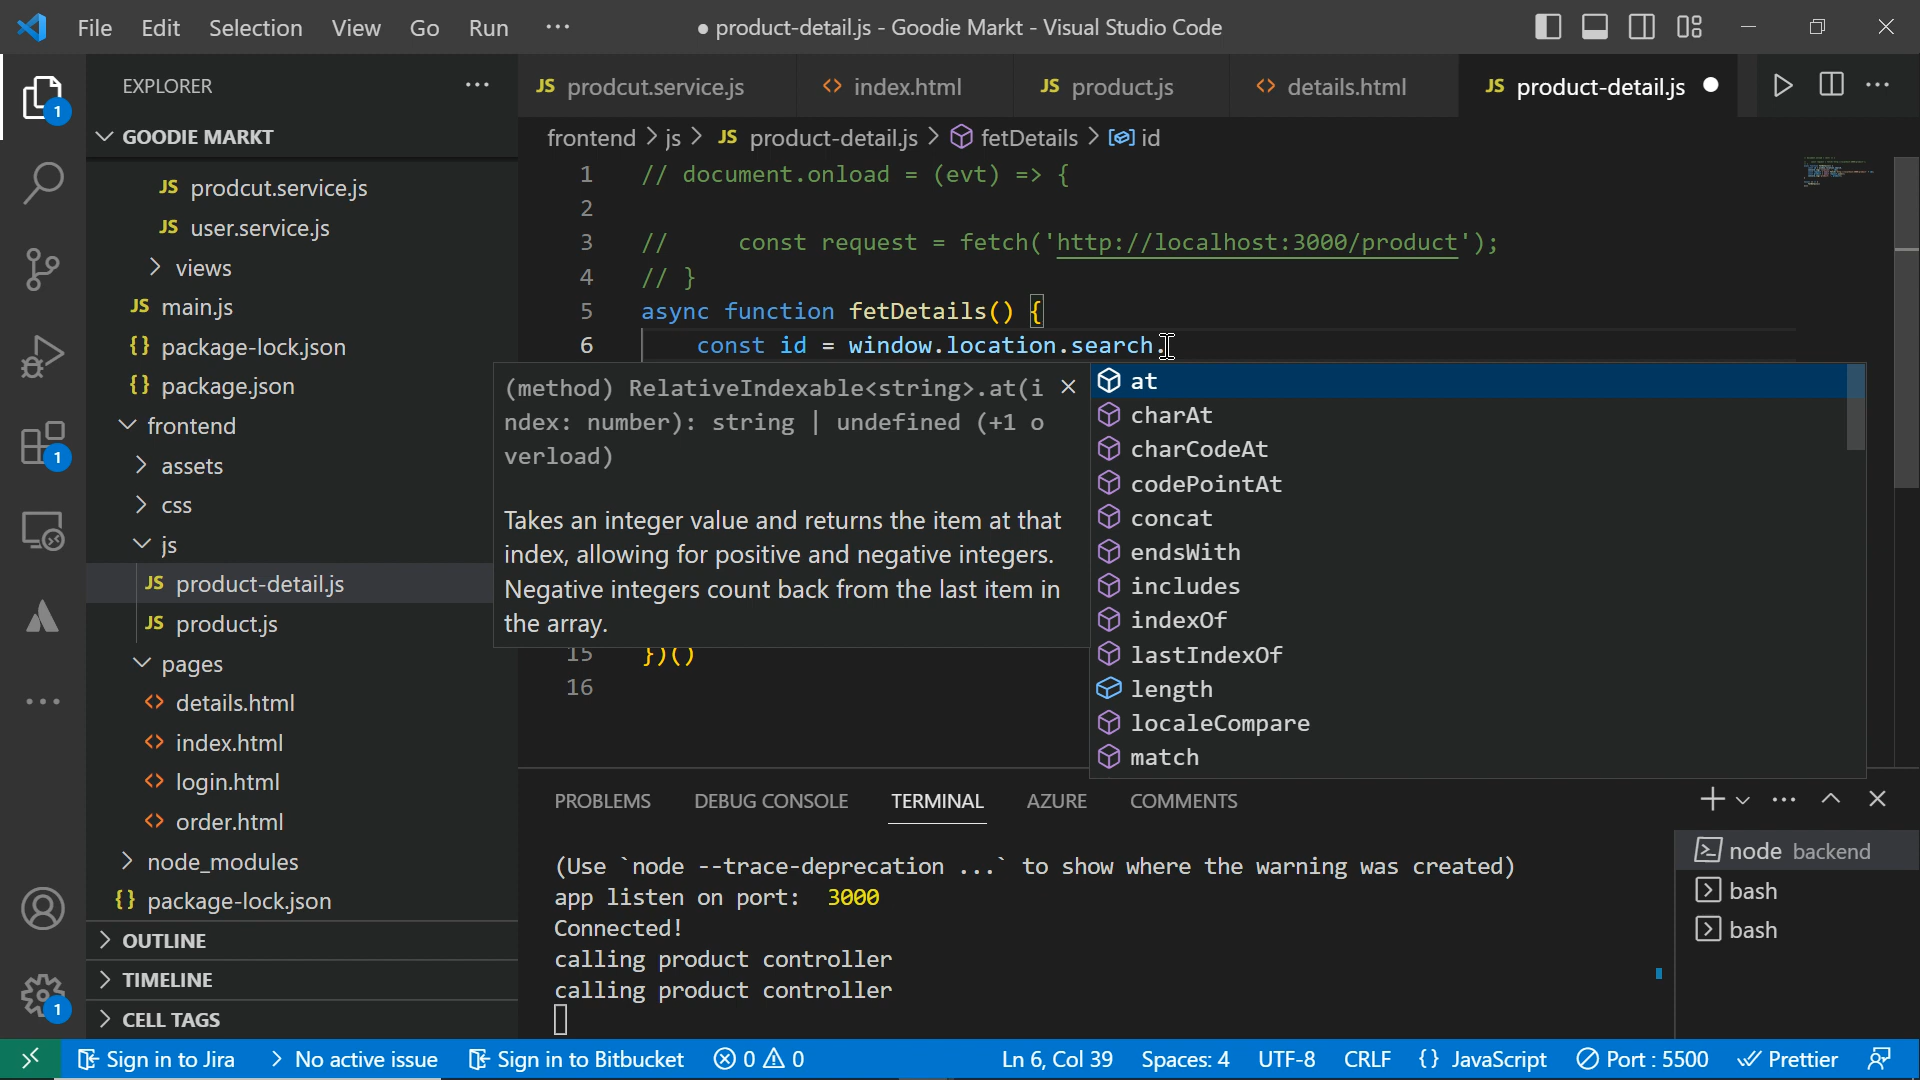 File Edit Selection View Go Run ···
● product-detail.js - Goodie Markt - Visual Studio Code
EXPLORER
GOODIE MARKT
JS prodcut.service.js
JS user.service.js
views
JS main.js
{} package-lock.json
{} package.json
frontend
assets
css
js
JS product-detail.js
JS product.js
pages
<> details.html
<> index.html
<> login.html
<> order.html
node_modules
{} package-lock.json
OUTLINE
TIMELINE
CELL TAGS
1
1
1
JS prodcut.service.js <> index.html JS product.js <> details.html JS product-detail.js ●
frontend > js > JS product-detail.js > fetDetails > id
1 // document.onload = (evt) => {
2
3 // const request = fetch('http://localhost:3000/product');
4 // }
5 async function fetDetails() {
6 const id = window.location.search.
(method) RelativeIndexable<string>.at(i
ndex: number): string | undefined (+1 o
verload)
Takes an integer value and returns the item at that
index, allowing for positive and negative integers.
Negative integers count back from the last item in
the array.
at
charAt
charCodeAt
codePointAt
concat
endsWith
includes
indexOf
lastIndexOf
length
localeCompare
match
15 })()
16
PROBLEMS DEBUG CONSOLE TERMINAL AZURE COMMENTS
(Use `node --trace-deprecation ...` to show where the warning was created)
app listen on port: 3000
Connected!
calling product controller
calling product controller
node backend
bash
bash
Sign in to Jira > No active issue Sign in to Bitbucket 0 0 Ln 6, Col 39 Spaces: 4 UTF-8 CRLF {} JavaScript Port : 5500 Prettier